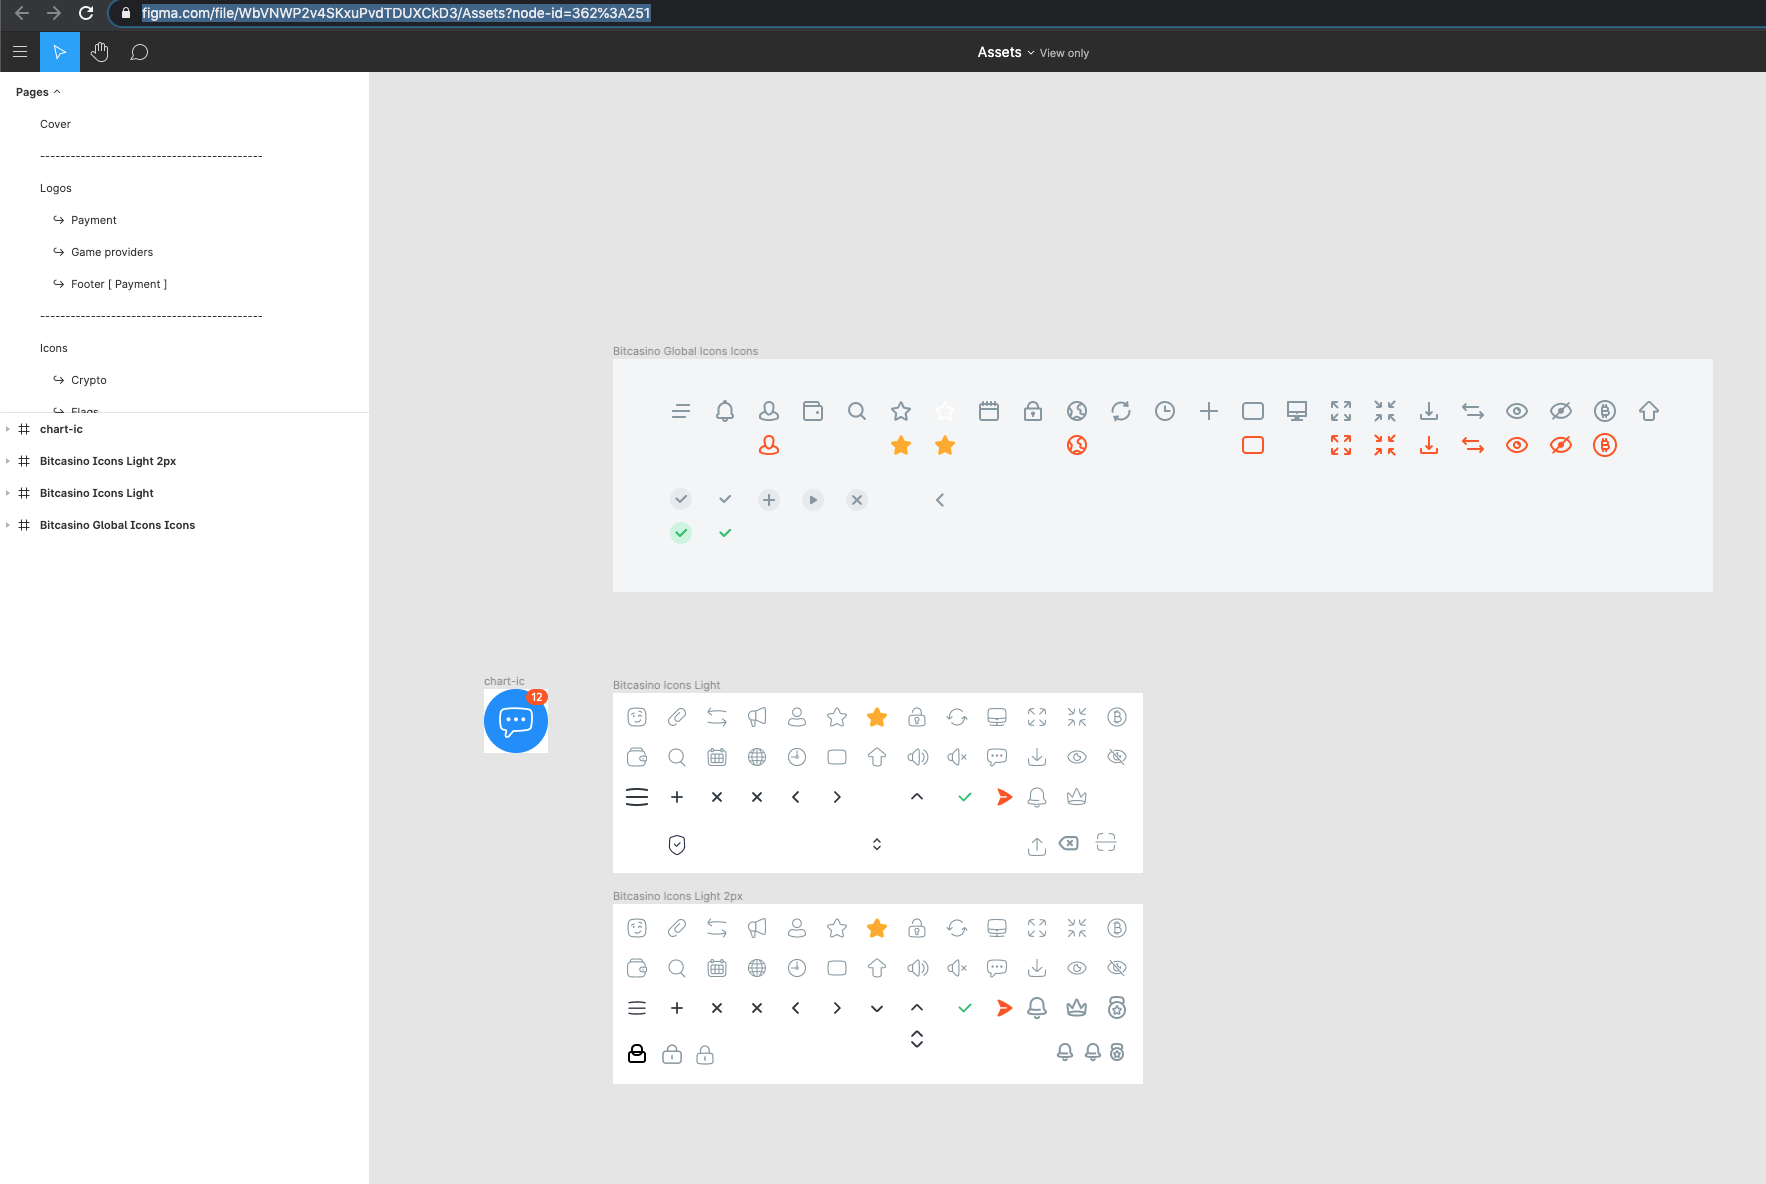 figma.com/file/WbVNWP2v4SKxuPvdTDUXCkD3/Assets?node-id=362%3A251
Assets View only
Pages
Cover
--------------------------------------------
Logos
Payment
Game providers
Footer [ Payment ]
--------------------------------------------
Icons
Crypto
Flags
chart-ic
Bitcasino Icons Light 2px
Bitcasino Icons Light
Bitcasino Global Icons Icons
Bitcasino Global Icons Icons
chart-ic
12
Bitcasino Icons Light
Bitcasino Icons Light 2px